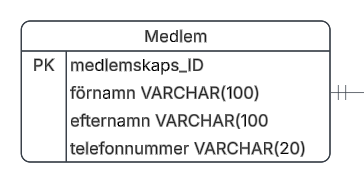 Medlem
PK medlemskaps_ID
förnamn VARCHAR(100)
efternamn VARCHAR(100
telefonnummer VARCHAR(20)